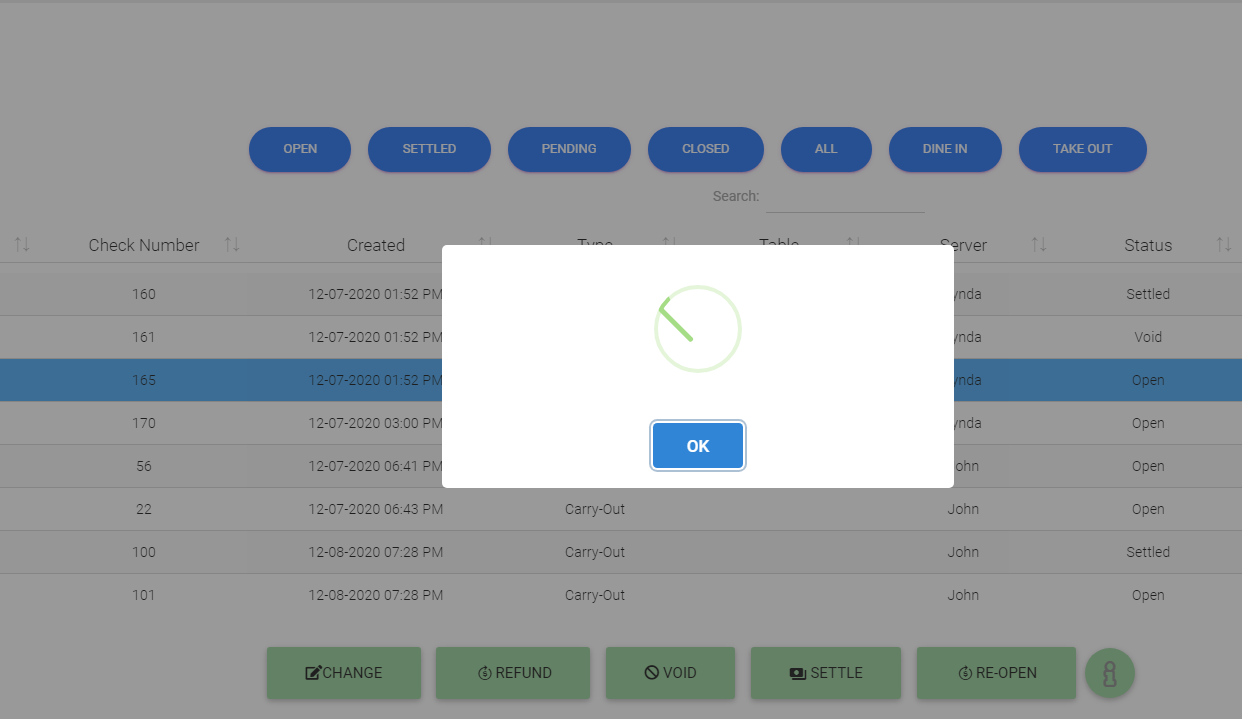 OPEN SETTLED PENDING CLOSED ALL DINE IN TAKE OUT
Search:
Check Number Created Type Table Server Status
160 12-07-2020 01:52 PM ynda Settled
161 12-07-2020 01:52 PM ynda Void
165 12-07-2020 01:52 PM ynda Open
170 12-07-2020 03:00 PM ynda Open
OK
56 12-07-2020 06:41 PM ohn Open
22 12-07-2020 06:43 PM Carry-Out John Open
100 12-08-2020 07:28 PM Carry-Out John Settled
101 12-08-2020 07:28 PM Carry-Out John Open
CHANGE REFUND VOID SETTLE RE-OPEN